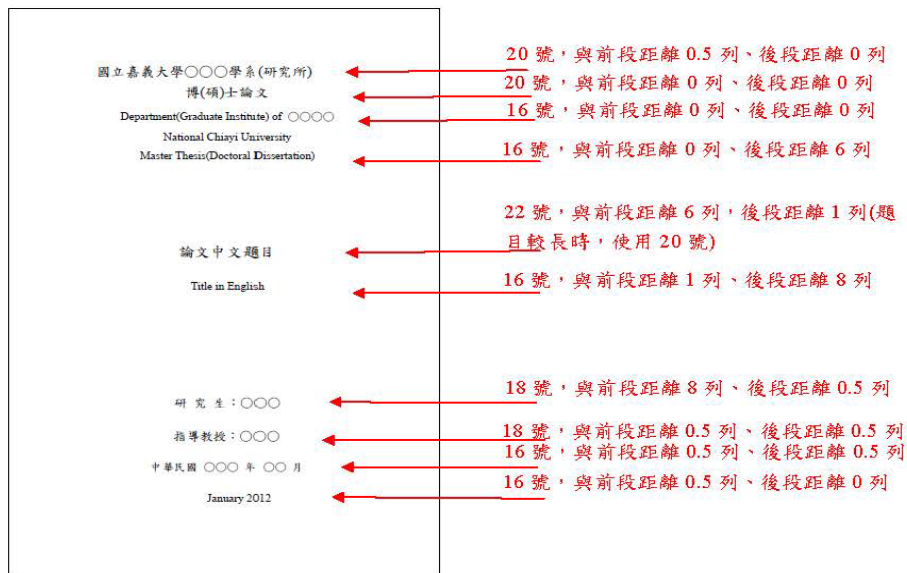 國立嘉義大學○○○學系(研究所)
20 號，與前段距離 0.5 列、後段距離 0 列
博(碩)士論文
20 號，與前段距離 0 列、後段距離 0 列
Department(Graduate Institute) of ○○○○
16 號，與前段距離 0 列、後段距離 0 列
National Chiayi University
Master Thesis(Doctoral Dissertation)
16 號，與前段距離 0 列、後段距離 6 列
論文中文題目
22 號，與前段距離 6 列，後段距離 1 列(題
目較長時，使用 20 號)
Title in English
16 號，與前段距離 1 列、後段距離 8 列
研 究 生：○○○
18 號，與前段距離 8 列、後段距離 0.5 列
指導教授：○○○
18 號，與前段距離 0.5 列、後段距離 0.5 列
中華民國 ○○○ 年 ○○ 月
16 號，與前段距離 0.5 列、後段距離 0.5 列
January 2012
16 號，與前段距離 0.5 列、後段距離 0 列